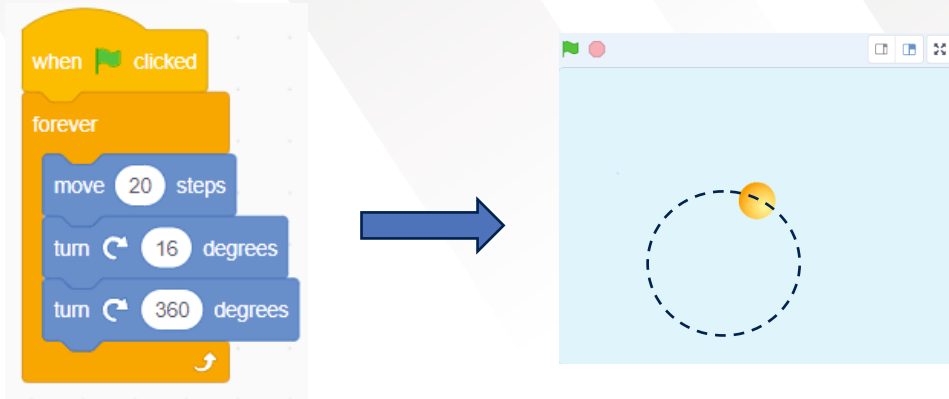 when clicked
forever
move 20 steps
turn 16 degrees
turn 360 degrees